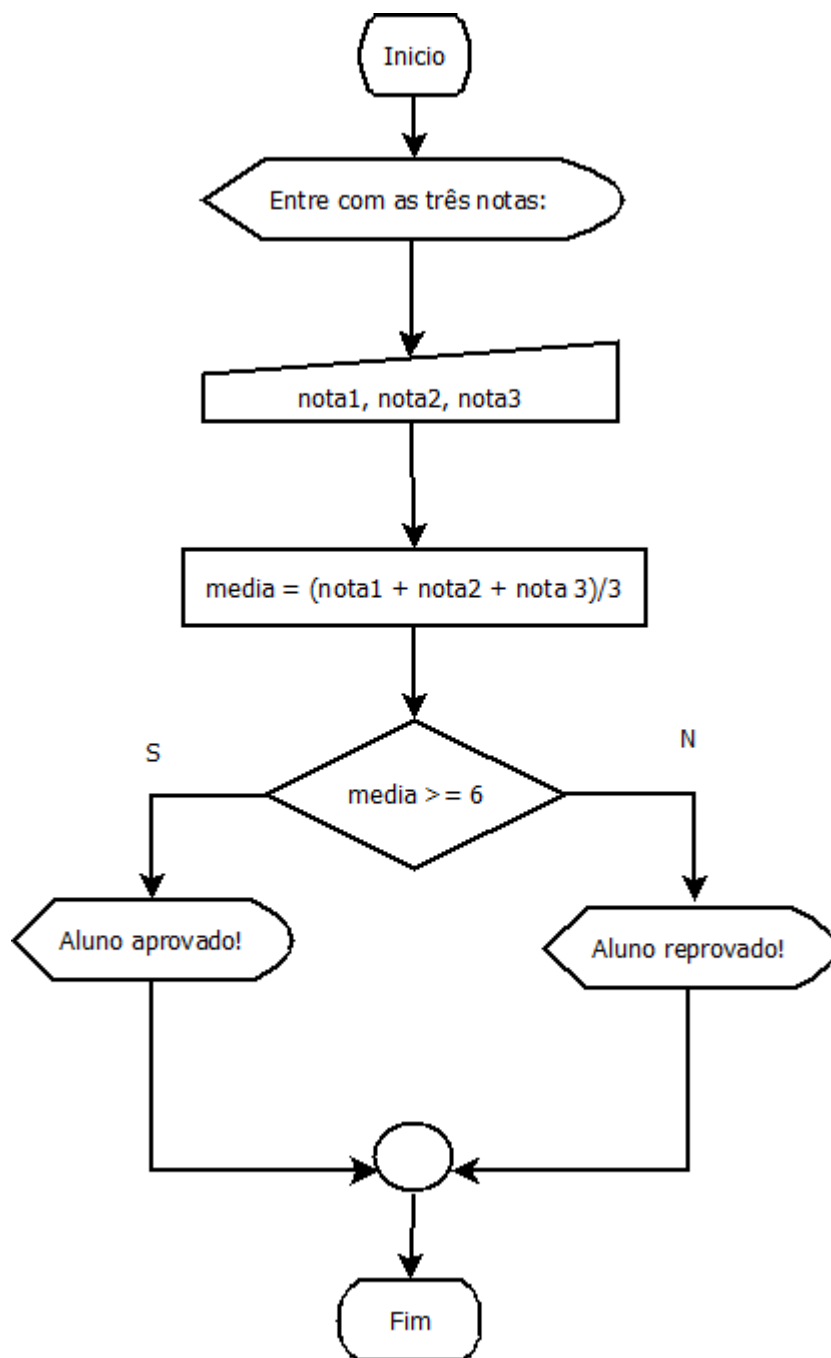 Inicio
Entre com as três notas:
nota1, nota2, nota3
media = (nota1 + nota2 + nota 3)/3
S
N
media >= 6
Aluno aprovado!
Aluno reprovado!
Fim